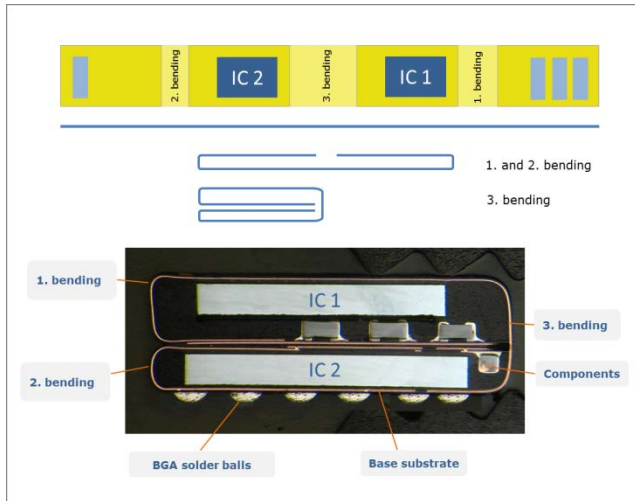 2. bending
IC 2
3. bending
IC 1
1. bending
1. and 2. bending
3. bending
1. bending
IC 1
3. bending
2. bending
IC 2
Components
BGA solder balls
Base substrate